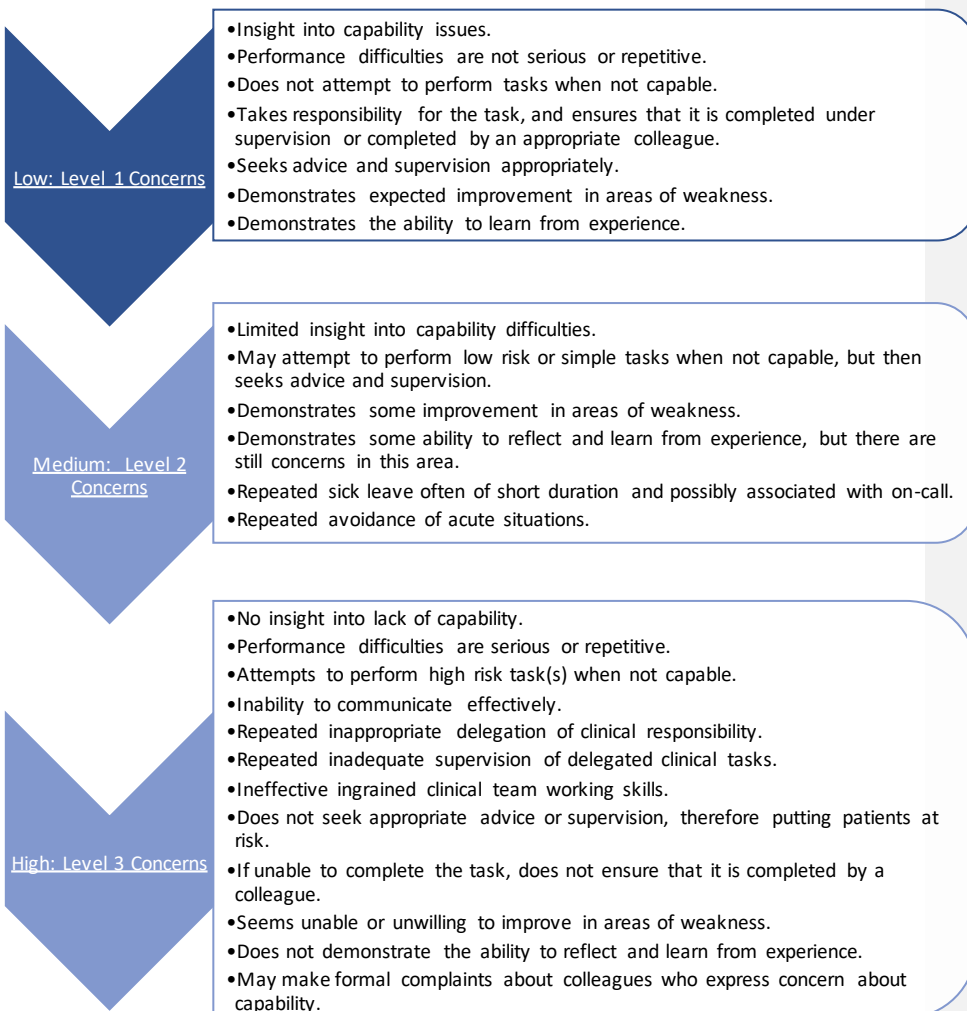 Low: Level 1 Concerns
•Insight into capability issues.
•Performance difficulties are not serious or repetitive.
•Does not attempt to perform tasks when not capable.
•Takes responsibility for the task, and ensures that it is completed under
supervision or completed by an appropriate colleague.
•Seeks advice and supervision appropriately.
•Demonstrates expected improvement in areas of weakness.
•Demonstrates the ability to learn from experience.
Medium: Level 2
Concerns
•Limited insight into capability difficulties.
•May attempt to perform low risk or simple tasks when not capable, but then
seeks advice and supervision.
•Demonstrates some improvement in areas of weakness.
•Demonstrates some ability to reflect and learn from experience, but there are
still concerns in this area.
•Repeated sick leave often of short duration and possibly associated with on-call.
•Repeated avoidance of acute situations.
High: Level 3 Concerns
•No insight into lack of capability.
•Performance difficulties are serious or repetitive.
•Attempts to perform high risk task(s) when not capable.
•Inability to communicate effectively.
•Repeated inappropriate delegation of clinical responsibility.
•Repeated inadequate supervision of delegated clinical tasks.
•Ineffective ingrained clinical team working skills.
•Does not seek appropriate advice or supervision, therefore putting patients at
risk.
•If unable to complete the task, does not ensure that it is completed by a
colleague.
•Seems unable or unwilling to improve in areas of weakness.
•Does not demonstrate the ability to reflect and learn from experience.
•May make formal complaints about colleagues who express concern about
capability.